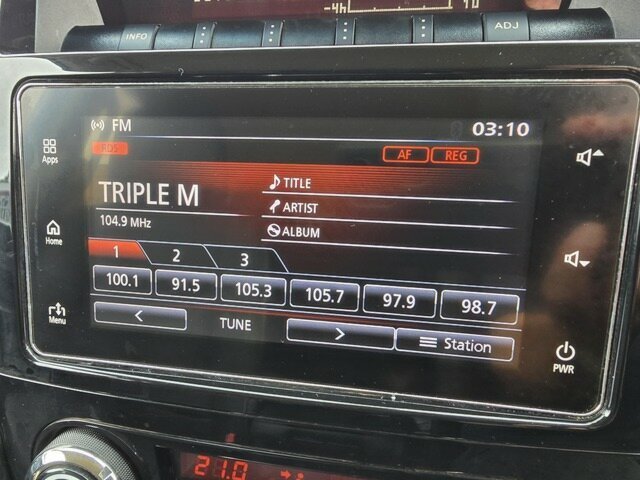 -46 40
INFO ADJ
FM 03:10
RDS AF REG
Apps
TRIPLE M
104.9 MHz
TITLE
ARTIST
ALBUM
Home
1 2 3
100.1 91.5 105.3 105.7 97.9 98.7
Menu
< TUNE > Station
PWR
21.0